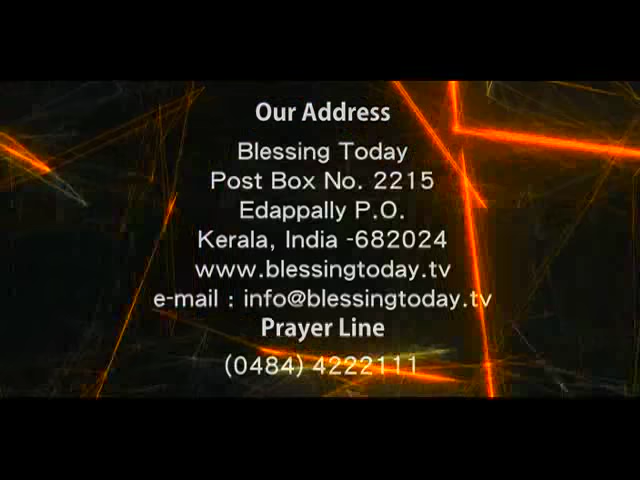 Our Address
Blessing Today
Post Box No. 2215
Edappally P.O.
Kerala, India -682024
www.blessingtoday.tv
e-mail : info@blessingtoday.tv
Prayer Line
(0484) 4222111